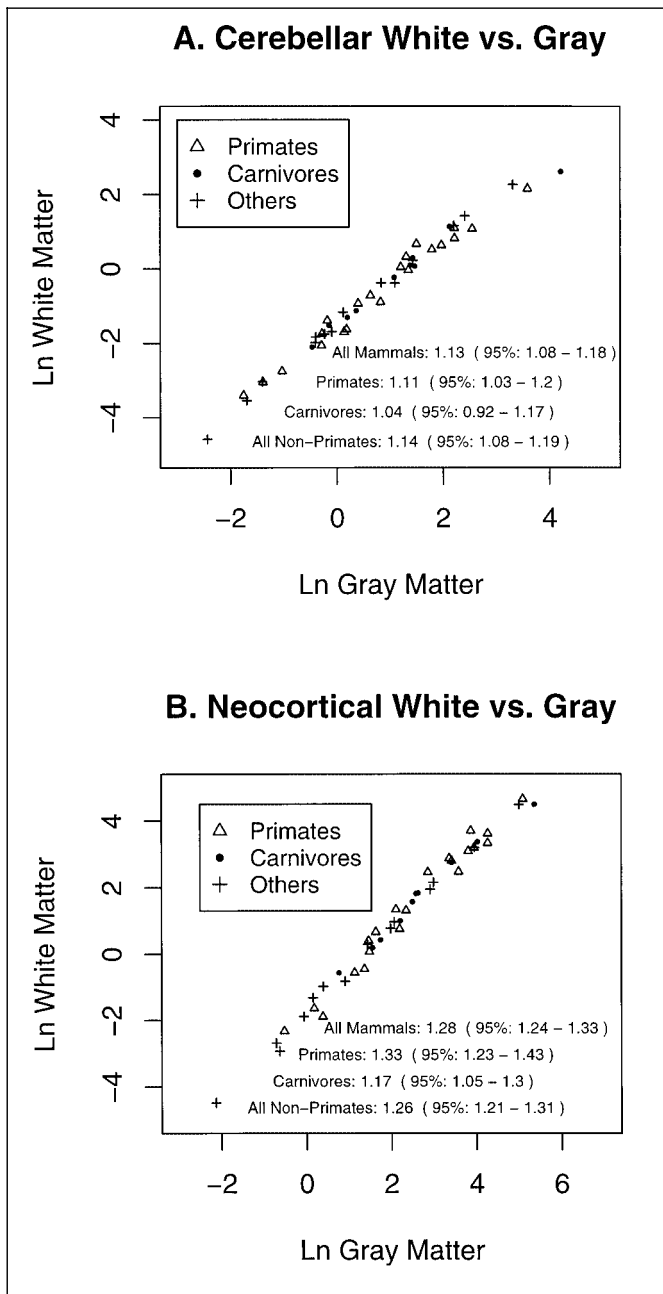 A. Cerebellar White vs. Gray
4
2
0
−2
−4
Ln White Matter
Primates
Carnivores
Others
All Mammals: 1.13 ( 95%: 1.08 − 1.18 )
Primates: 1.11 ( 95%: 1.03 − 1.2 )
Carnivores: 1.04 ( 95%: 0.92 − 1.17 )
All Non−Primates: 1.14 ( 95%: 1.08 − 1.19 )
−2 0 2 4
Ln Gray Matter
B. Neocortical White vs. Gray
4
2
0
−2
−4
Ln White Matter
Primates
Carnivores
Others
All Mammals: 1.28 ( 95%: 1.24 − 1.33 )
Primates: 1.33 ( 95%: 1.23 − 1.43 )
Carnivores: 1.17 ( 95%: 1.05 − 1.3 )
All Non−Primates: 1.26 ( 95%: 1.21 − 1.31 )
−2 0 2 4 6
Ln Gray Matter